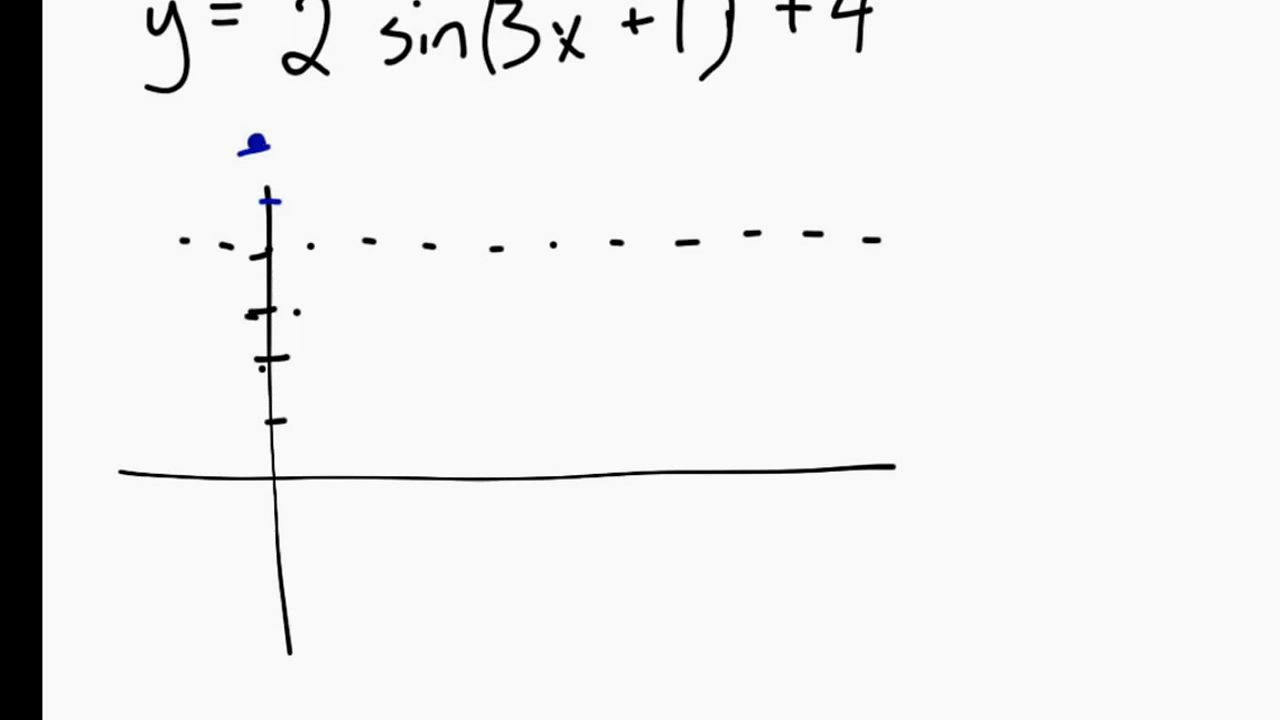 y = 2 sin(3x + 1) + 4